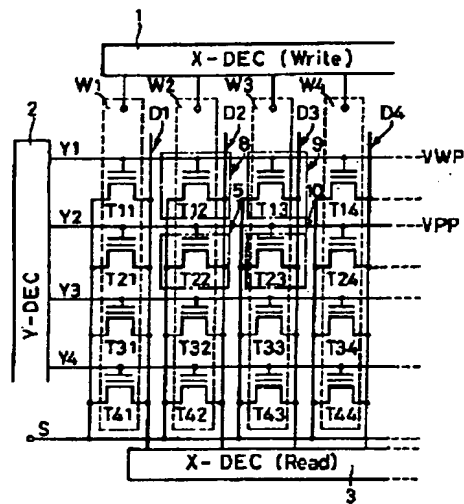 1
X-DEC (Write)
W1 W2 W3 W4
2 D1 D2 D3 D4
8 9
Y1 VWP
5 10
T11 T12 T13 T14
Y2 VPP
Y-DEC
T21 T22 T23 T24
Y3
T31 T32 T33 T34
Y4
T41 T42 T43 T44
S
X-DEC (Read)
3